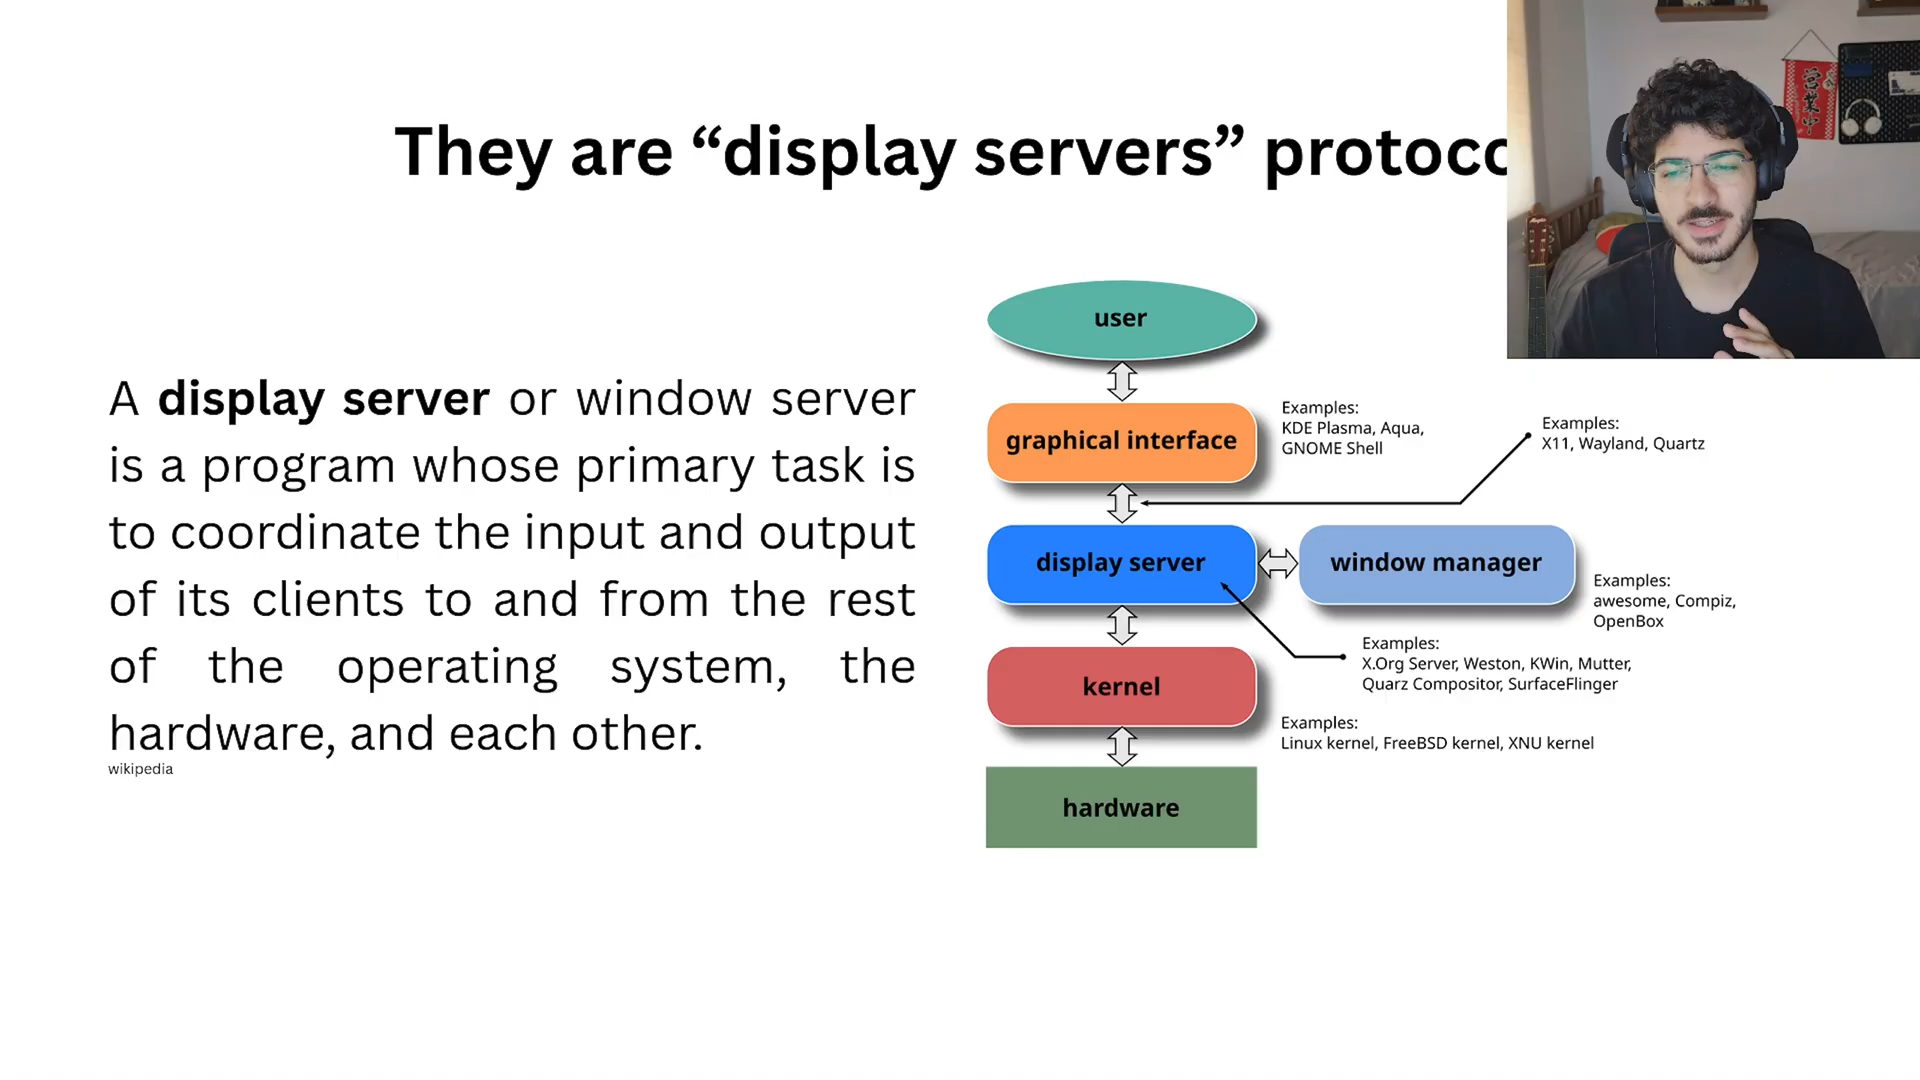 They are “display servers” protoco
営業中
user
graphical interface
Examples:
KDE Plasma, Aqua,
GNOME Shell
Examples:
X11, Wayland, Quartz
A display server or window server
is a program whose primary task is
to coordinate the input and output
of its clients to and from the rest
of the operating system, the
hardware, and each other.
wikipedia
display server
window manager
Examples:
awesome, Compiz,
OpenBox
Examples:
X.Org Server, Weston, KWin, Mutter,
Quarz Compositor, SurfaceFlinger
kernel
Examples:
Linux kernel, FreeBSD kernel, XNU kernel
hardware